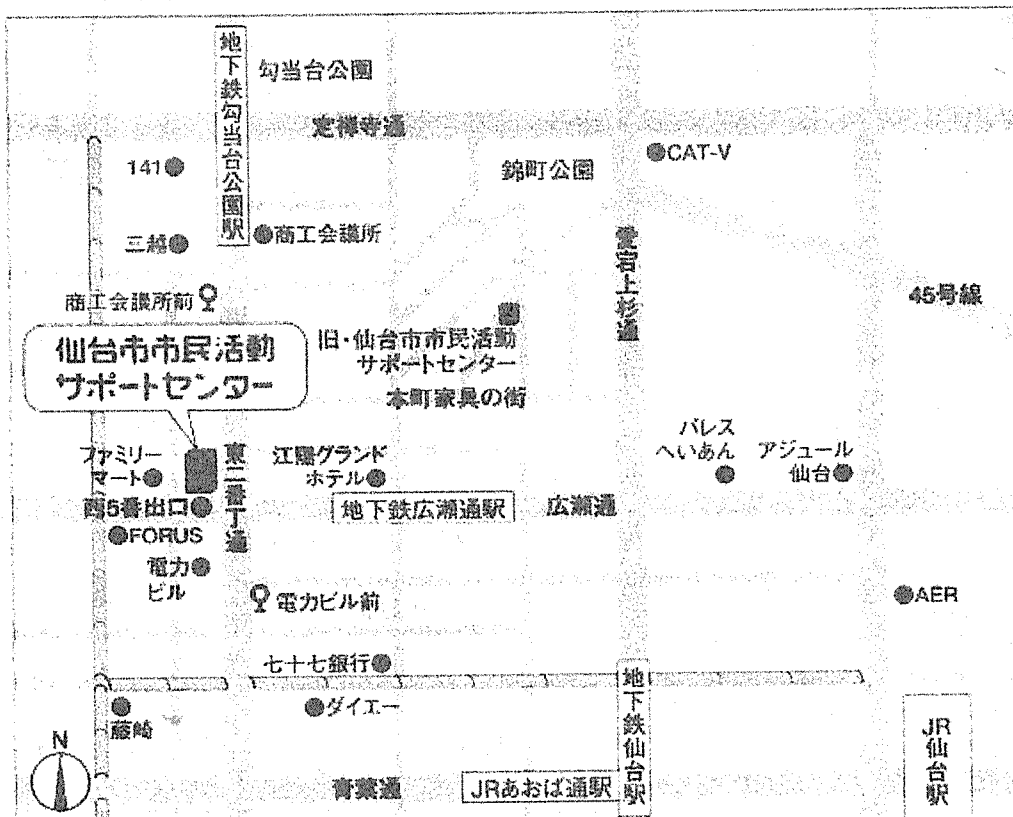 地下鉄勾当台公園駅
勾当台公園
定禅寺通
141
錦町公園
CAT-V
三越
商工会議所
愛宕上杉通
商工会議所前
45号線
仙台市市民活動
サポートセンター
旧・仙台市市民活動
サポートセンター
本町家具の街
ファミリー
マート
東二番丁通
江陽グランド
ホテル
パレス
へいあん
アジュール
仙台
西5番出口
地下鉄広瀬通駅
広瀬通
FORUS
電力
ビル
電力ビル前
AER
七十七銀行
地下鉄仙台駅
藤崎
ダイエー
JR仙台駅
N
青葉通
JRあおば通駅